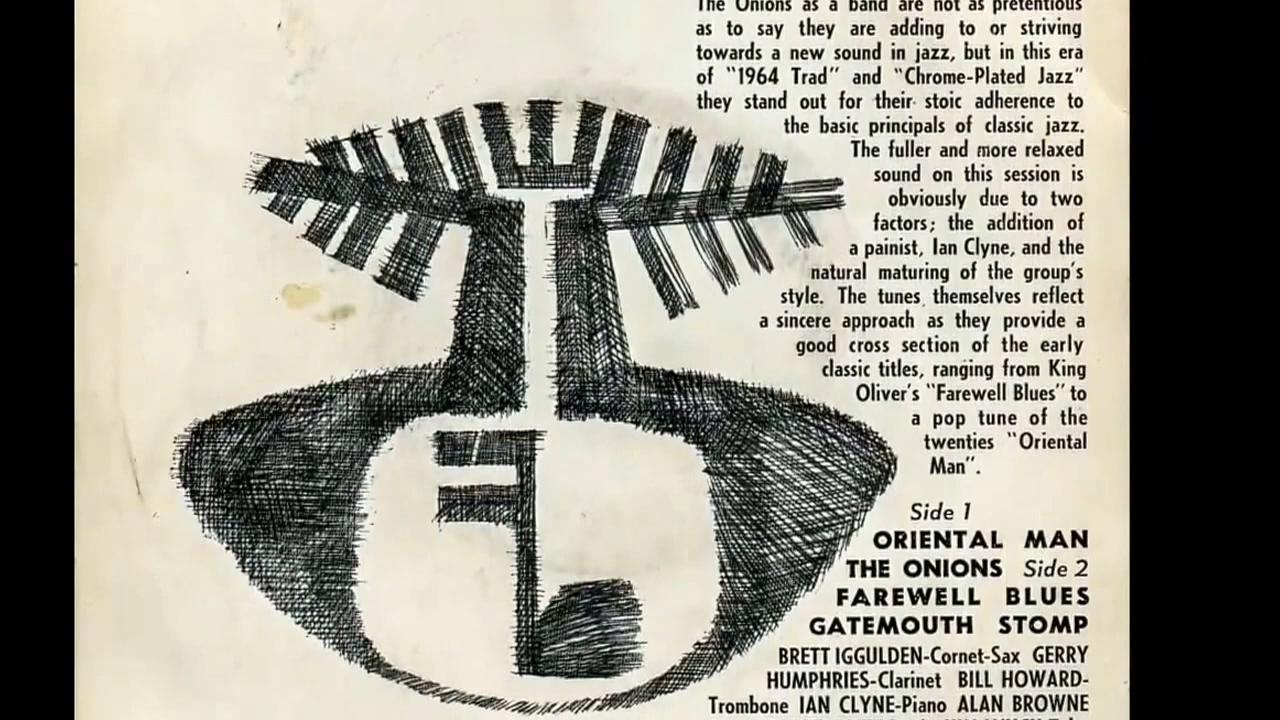 The Onions as a band are not as pretentious
as to say they are adding to or striving
towards a new sound in jazz, but in this era
of "1964 Trad" and "Chrome-Plated Jazz"
they stand out for their stoic adherence to
the basic principals of classic jazz.
The fuller and more relaxed
sound on this session is
obviously due to two
factors; the addition of
a painist, Ian Clyne, and the
natural maturing of the group's
style. The tunes themselves reflect
a sincere approach as they provide a
good cross section of the early
classic titles, ranging from King
Oliver's "Farewell Blues" to
a pop tune of the
twenties "Oriental
Man".
Side 1
ORIENTAL MAN
THE ONIONS Side 2
FAREWELL BLUES
GATEMOUTH STOMP
BRETT IGGULDEN-Cornet-Sax GERRY
HUMPHRIES-Clarinet BILL HOWARD-
Trombone IAN CLYNE-Piano ALAN BROWNE